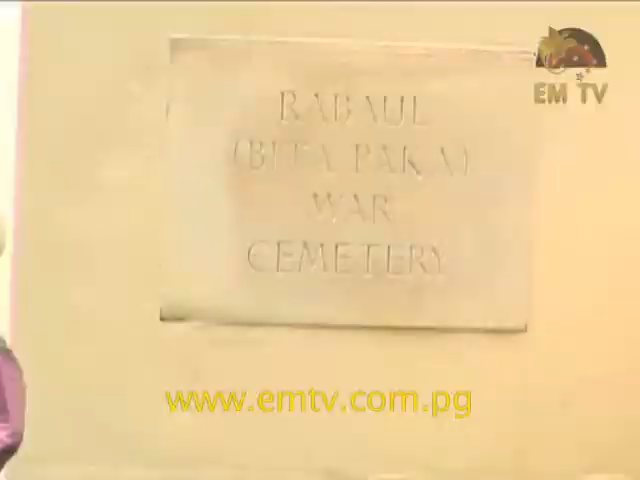 EM TV
RABAUL
(BITA PAKA)
WAR
CEMETERY
www.emtv.com.pg